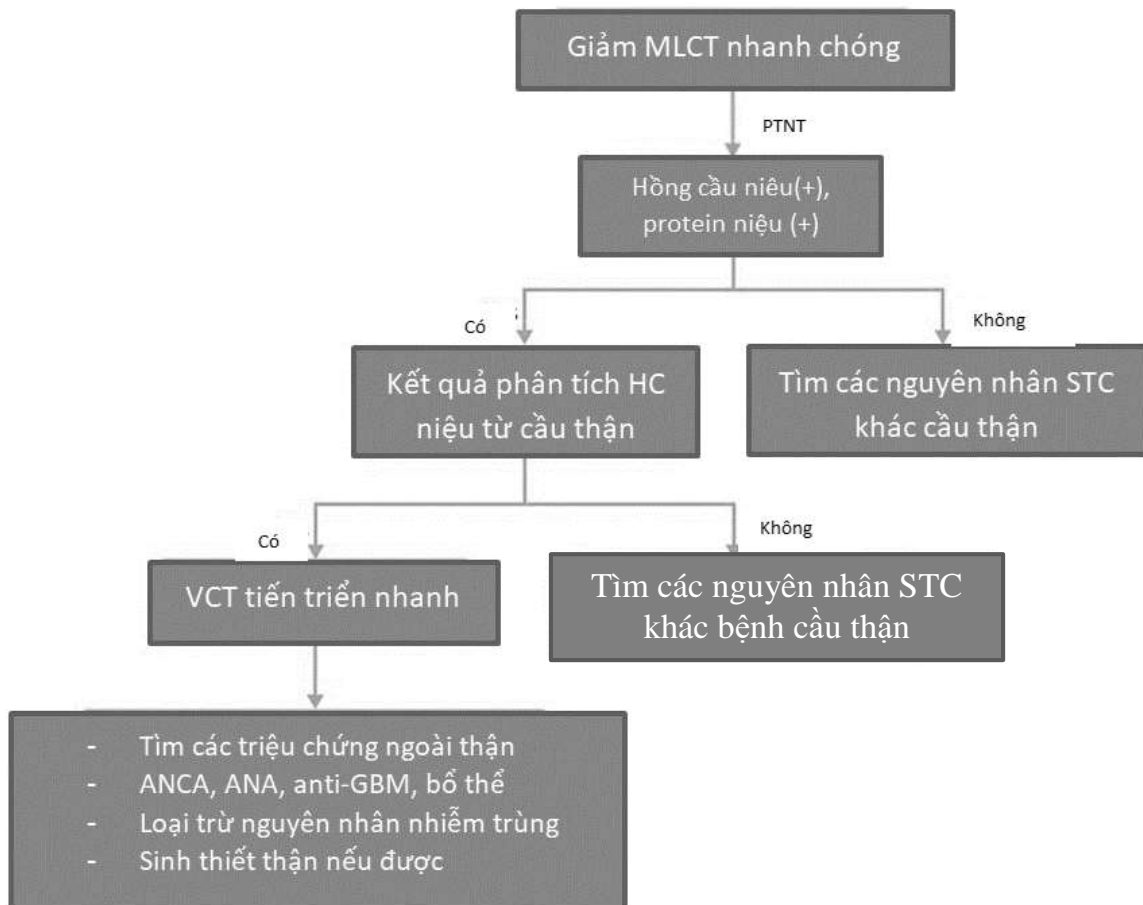 Giảm MLCT nhanh chóng
PTNT
Hồng cầu niêu(+),
protein niệu (+)
Có
Không
Kết quả phân tích HC
niệu từ cầu thận
Tìm các nguyên nhân STC
khác cầu thận
Có
Không
VCT tiến triển nhanh
Tìm các nguyên nhân STC
khác bệnh cầu thận
- Tìm các triệu chứng ngoài thận
- ANCA, ANA, anti-GBM, bổ thể
- Loại trừ nguyên nhân nhiễm trùng
- Sinh thiết thận nếu được